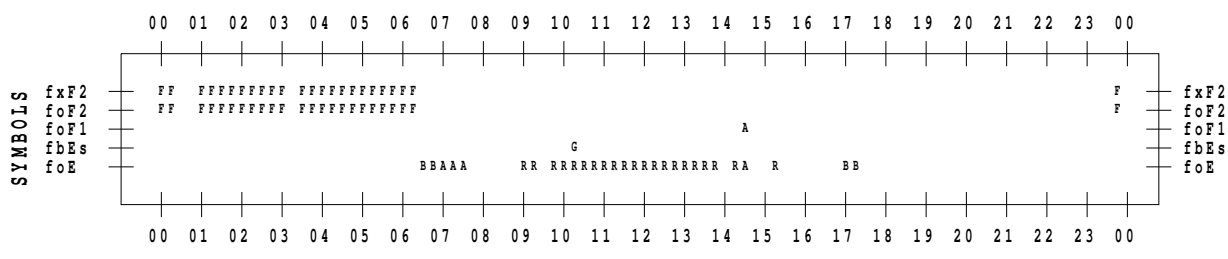 00 01 02 03 04 05 06 07 08 09 10 11 12 13 14 15 16 17 18 19 20 21 22 23 00
SYMBOLS
fxF2 FF FFFFFFFFF FFFFFFFFFFFF F fxF2
foF2 FF FFFFFFFFF FFFFFFFFFFFF F foF2
foF1 A foF1
fbEs G fbEs
foE BBAAA RR RRRRRRRRRRRRRRRRR RA R BB foE
00 01 02 03 04 05 06 07 08 09 10 11 12 13 14 15 16 17 18 19 20 21 22 23 00